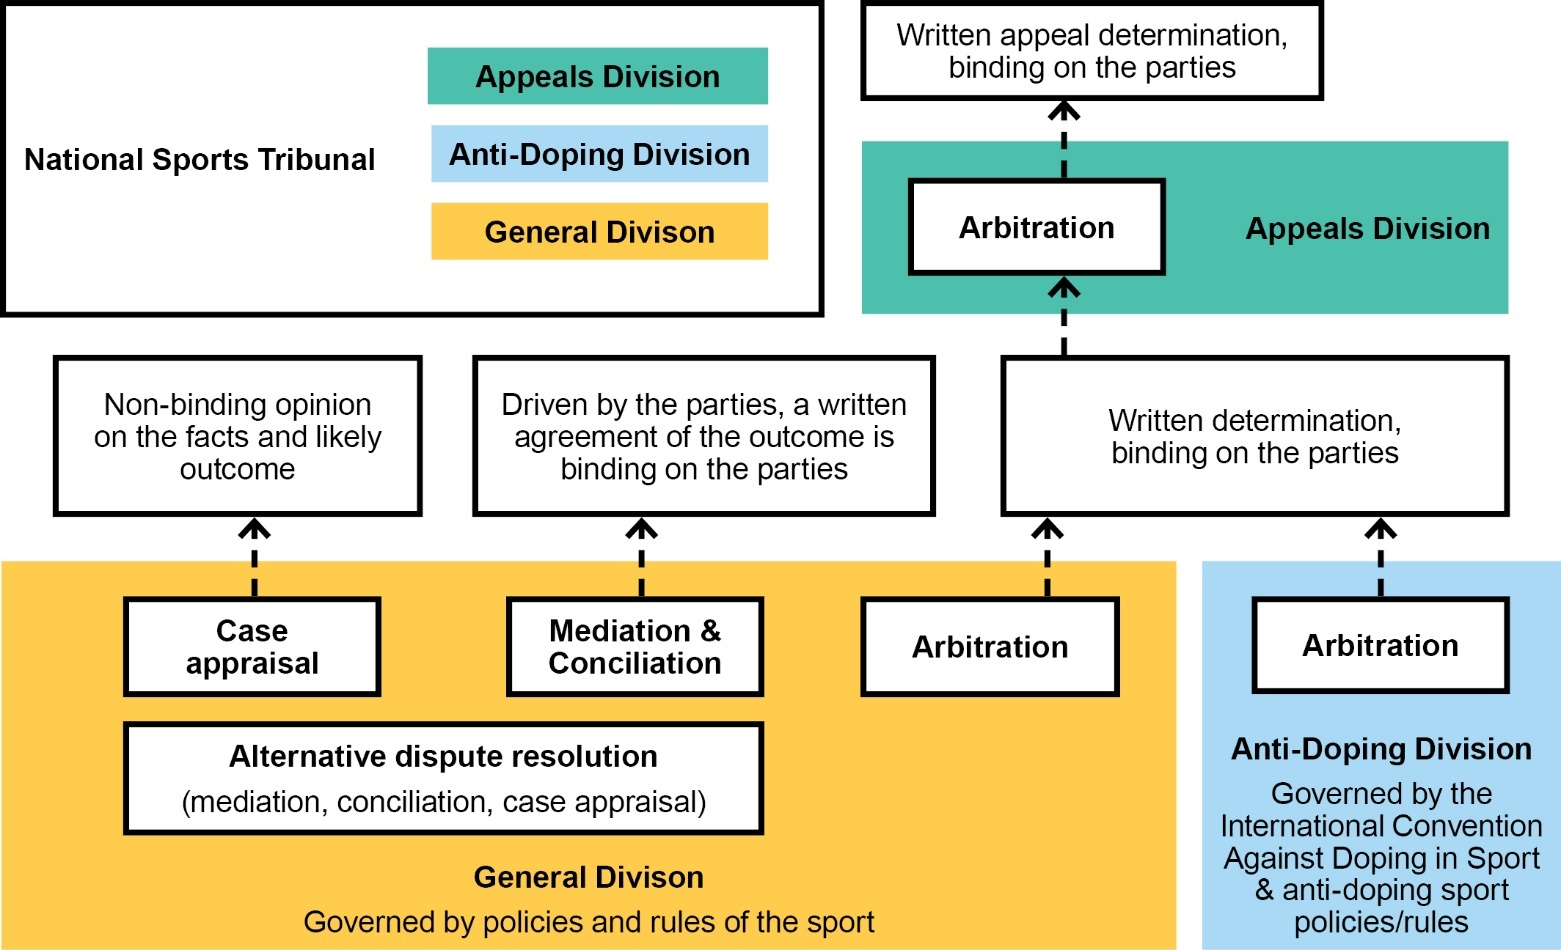 National Sports Tribunal
Appeals Division
Anti-Doping Division
General Divison
Written appeal determination,
binding on the parties
Arbitration
Appeals Division
Non-binding opinion
on the facts and likely
outcome
Driven by the parties, a written
agreement of the outcome is
binding on the parties
Written determination,
binding on the parties
Case
appraisal
Mediation &
Conciliation
Arbitration
Alternative dispute resolution
(mediation, conciliation, case appraisal)
General Divison
Governed by policies and rules of the sport
Arbitration
Anti-Doping Division
Governed by the
International Convention
Against Doping in Sport
& anti-doping sport
policies/rules